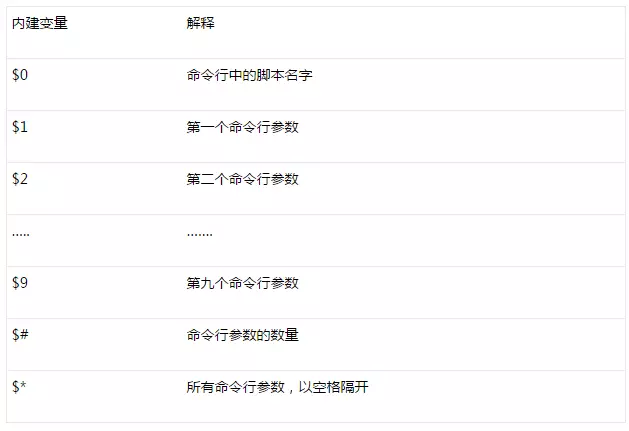 内建变量 解释
$0 命令行中的脚本名字
$1 第一个命令行参数
$2 第二个命令行参数
..... .......
$9 第九个命令行参数
$# 命令行参数的数量
$* 所有命令行参数，以空格隔开